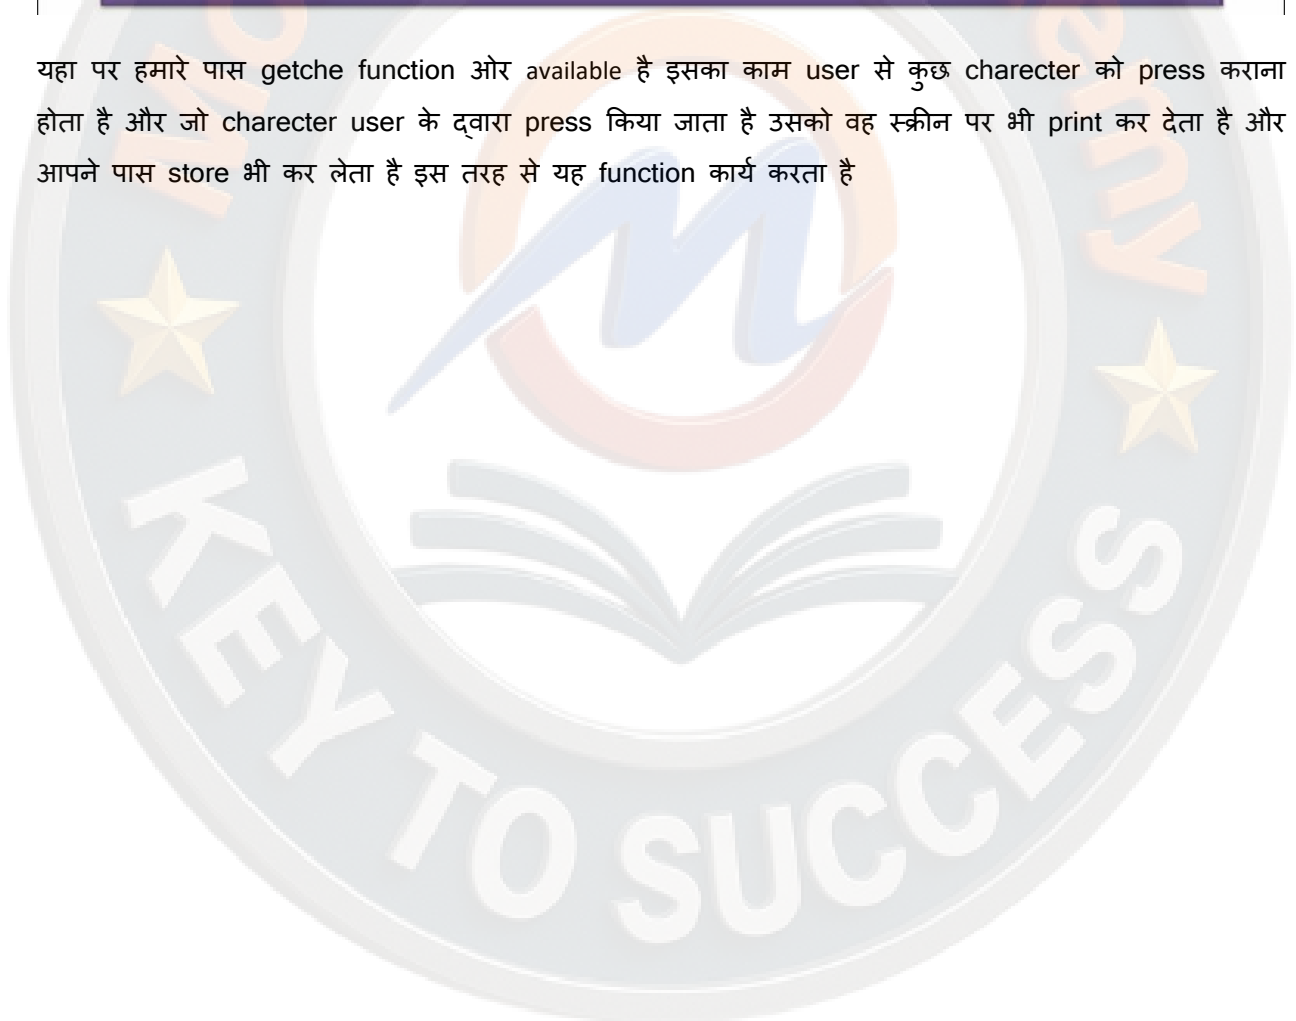 यहा पर हमारे पास getche function ओर available है इसका काम user से कुछ charecter को press कराना
होता है और जो charecter user के द्वारा press किया जाता है उसको वह स्क्रीन पर भी print कर देता है और
आपने पास store भी कर लेता है इस तरह से यह function कार्य करता है
KEY TO SUCCESS